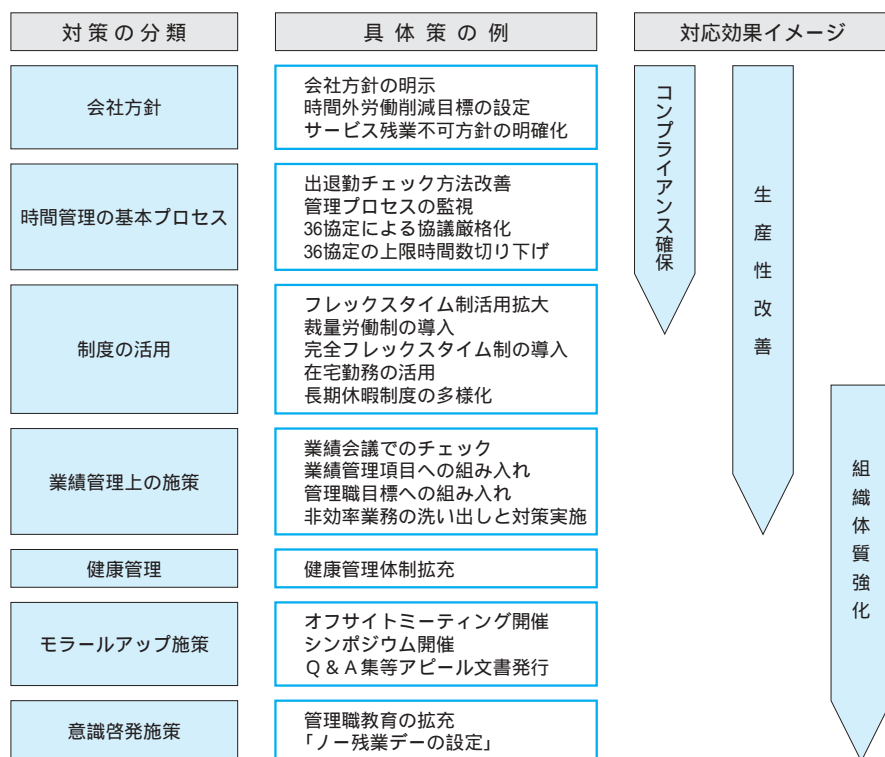 対策の分類
具体策の例
対応効果イメージ
会社方針
会社方針の明示
時間外労働削減目標の設定
サービス残業不可方針の明確化
時間管理の基本プロセス
出退勤チェック方法改善
管理プロセスの監視
36協定による協議厳格化
36協定の上限時間数切り下げ
制度の活用
フレックスタイム制活用拡大
裁量労働制の導入
完全フレックスタイム制の導入
在宅勤務の活用
長期休暇制度の多様化
業績管理上の施策
業績会議でのチェック
業績管理項目への組み入れ
管理職目標への組み入れ
非効率業務の洗い出しと対策実施
健康管理
健康管理体制拡充
モラールアップ施策
オフサイトミーティング開催
シンポジウム開催
Q&A集等アピール文書発行
意識啓発施策
管理職教育の拡充
「ノー残業デーの設定」
コンプライアンス確保
生産性改善
組織体質強化